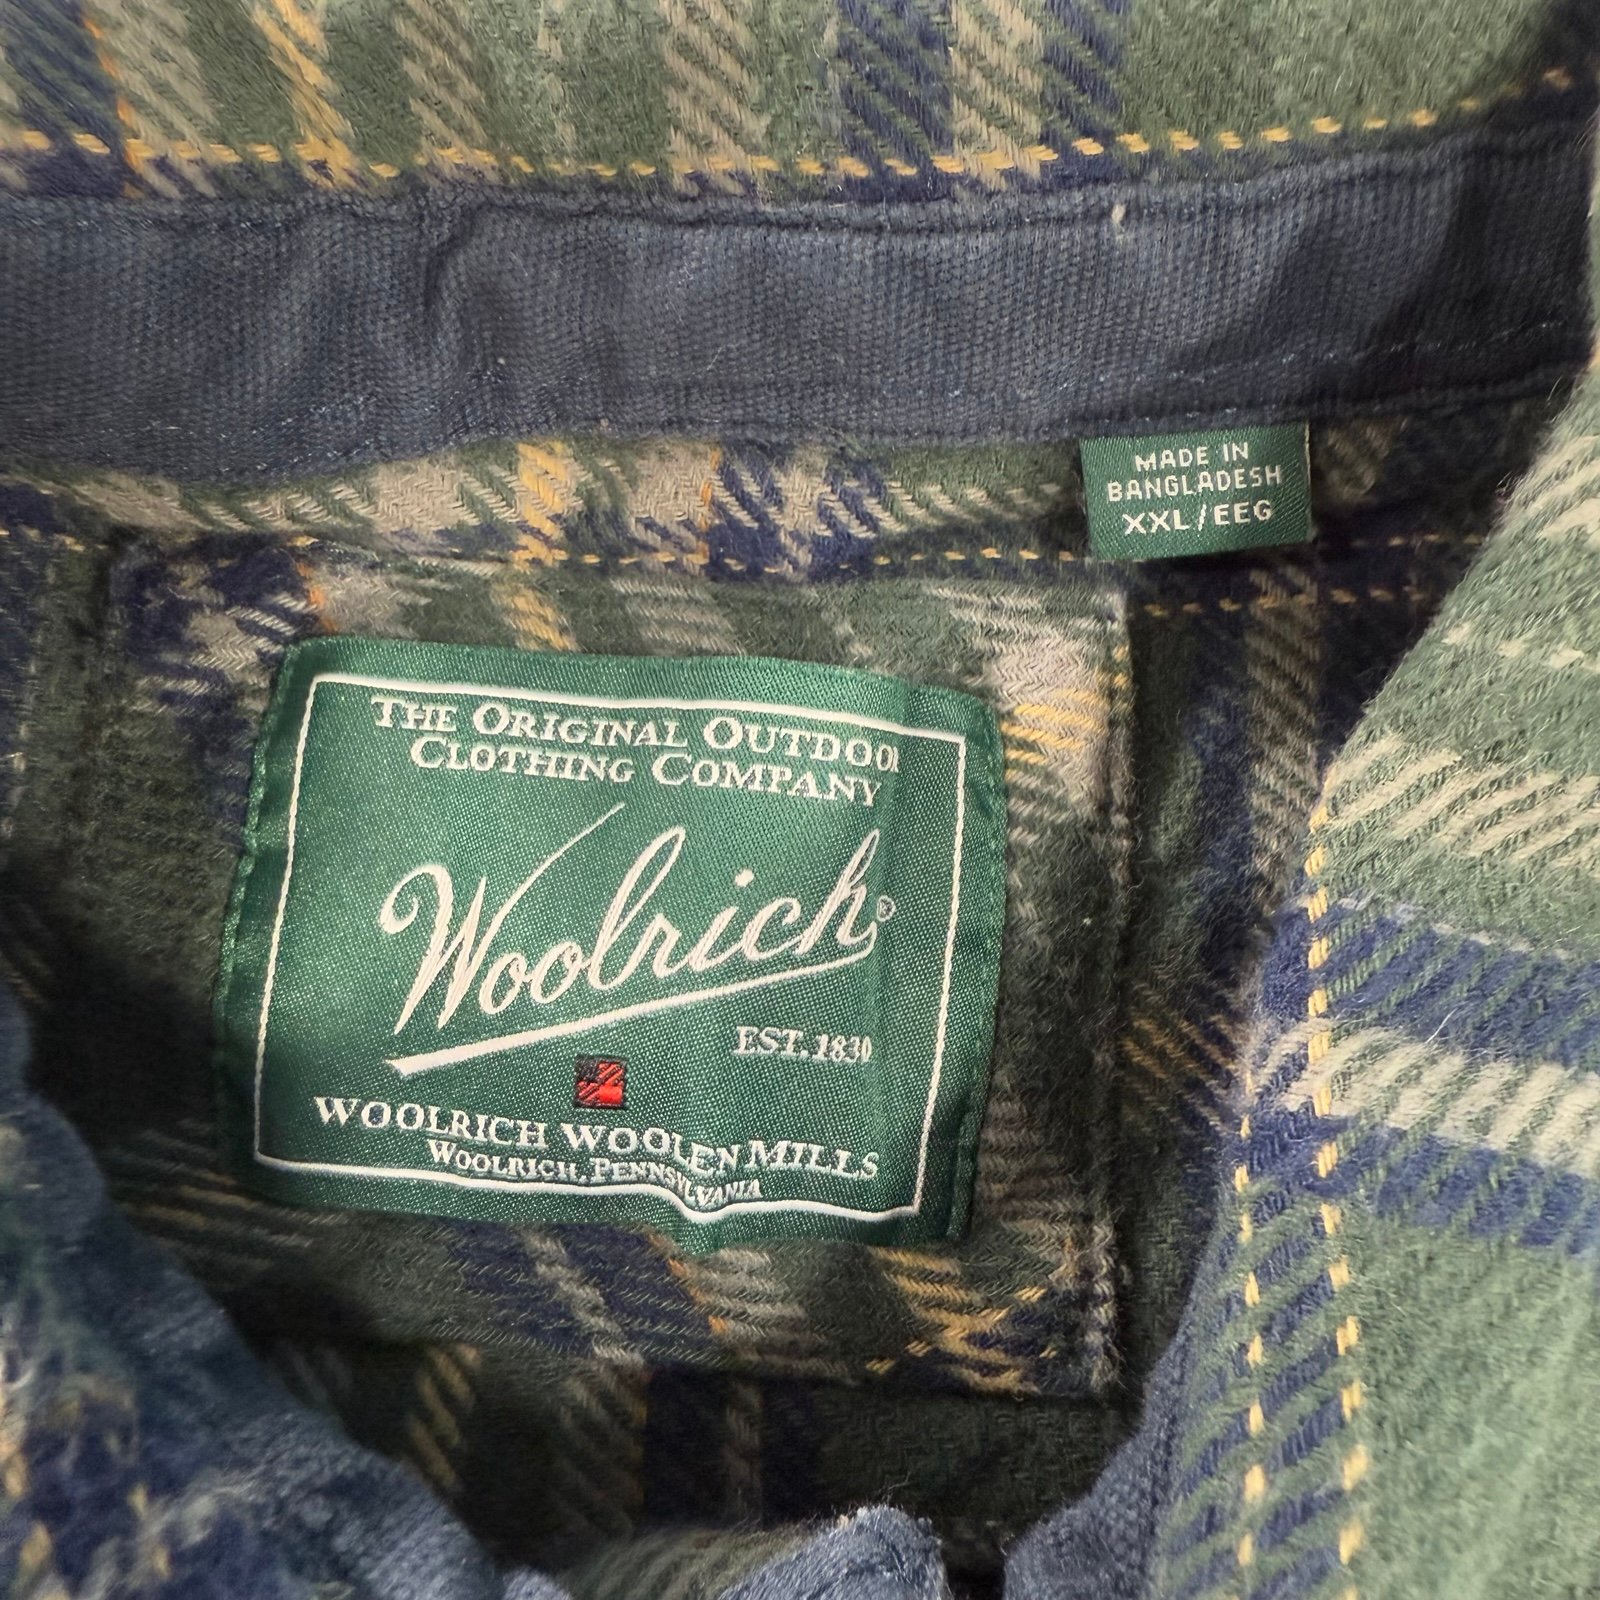 MADE IN
BANGLADESH
XXL/EEG
THE ORIGINAL OUTDOOR
CLOTHING COMPANY
Woolrich®
EST. 1830
WOOLRICH WOOLEN MILLS
WOOLRICH, PENNSYLVANIA